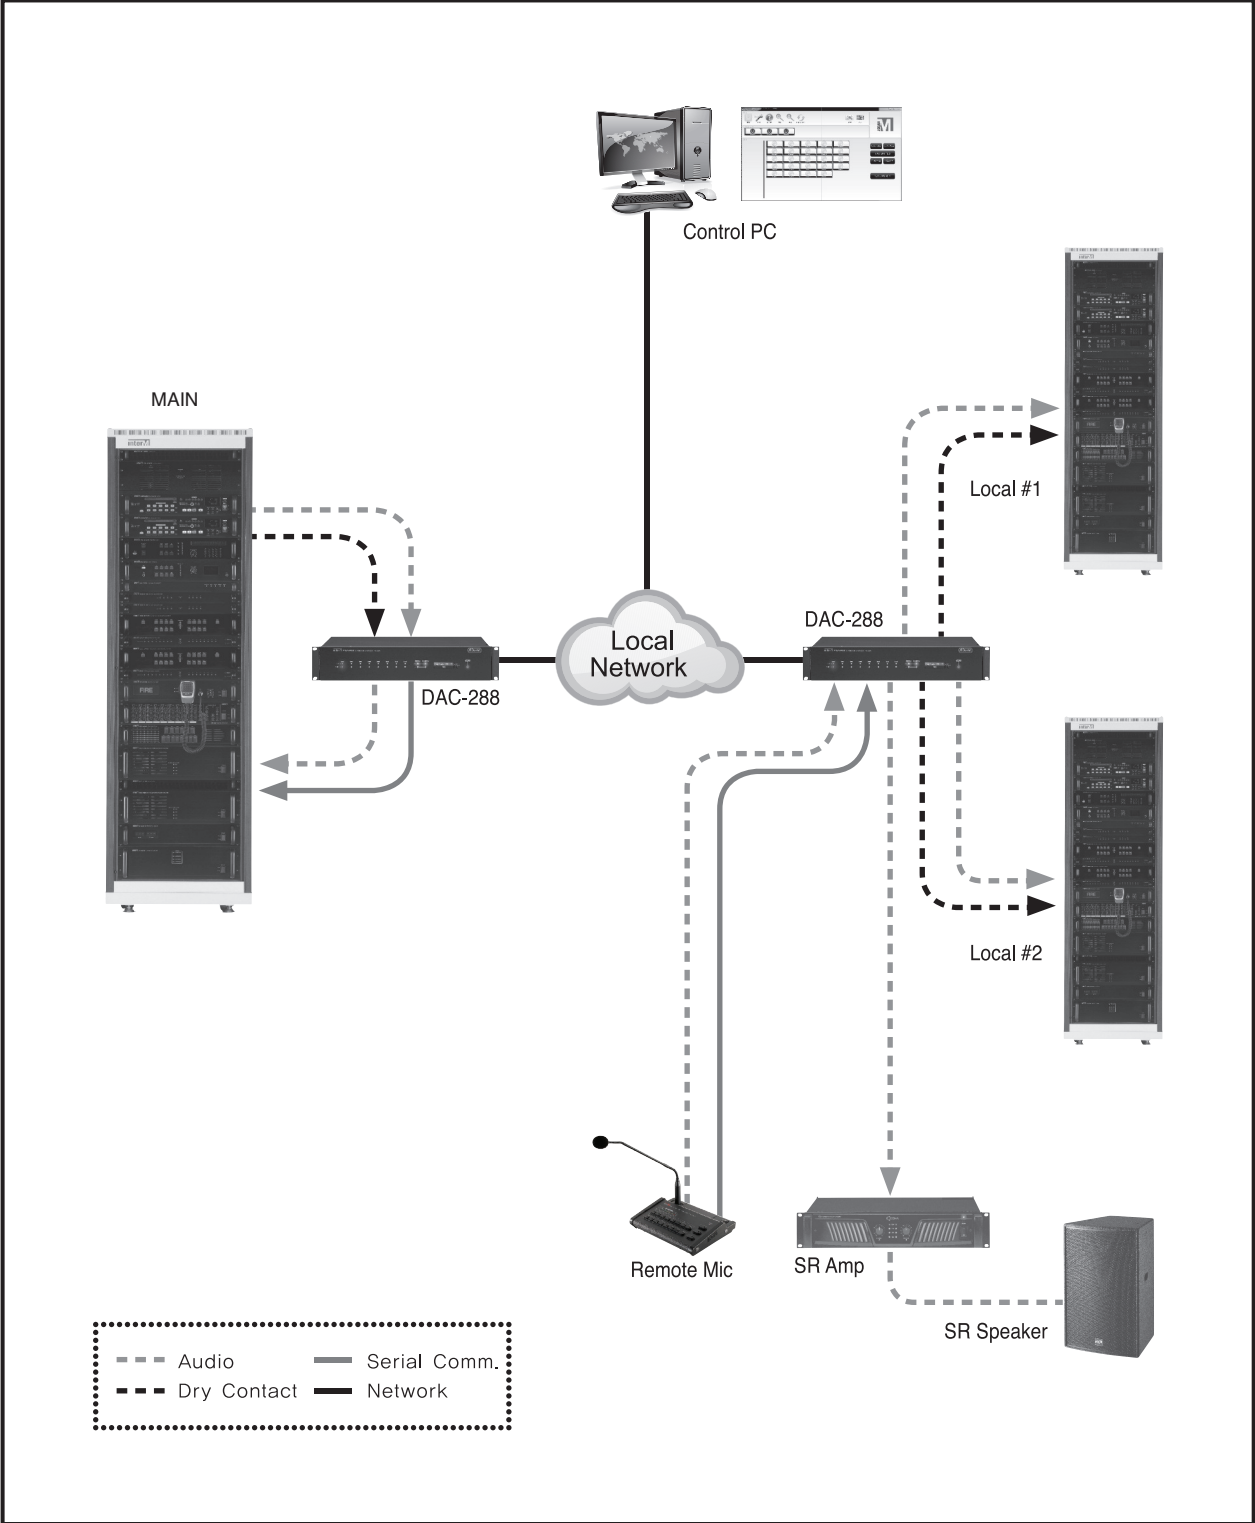 Control PC
MAIN
Local #1
DAC-288
Local
Network
DAC-288
Local #2
Remote Mic
SR Amp
SR Speaker
Audio
Serial Comm.
Dry Contact
Network
FIRE